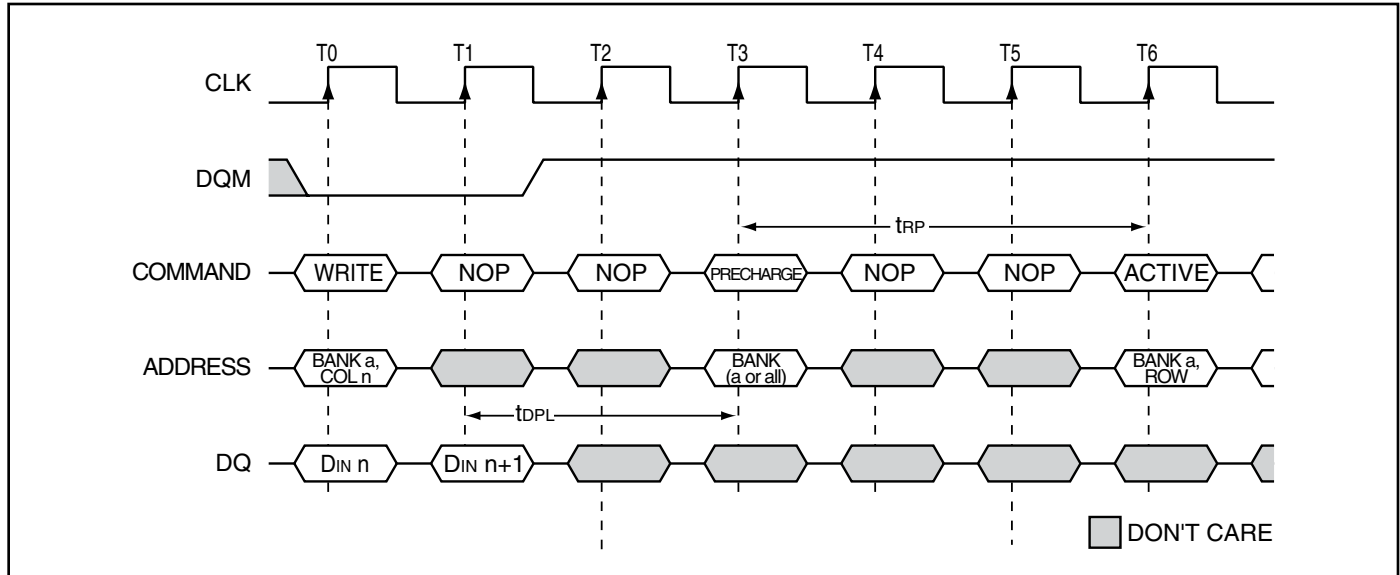 T0 T1 T2 T3 T4 T5 T6
CLK
DQM
tRP
COMMAND WRITE NOP NOP PRECHARGE NOP NOP ACTIVE
ADDRESS BANK a, COL n BANK (a or all) BANK a, ROW
tDPL
DQ DIN n DIN n+1
DON'T CARE